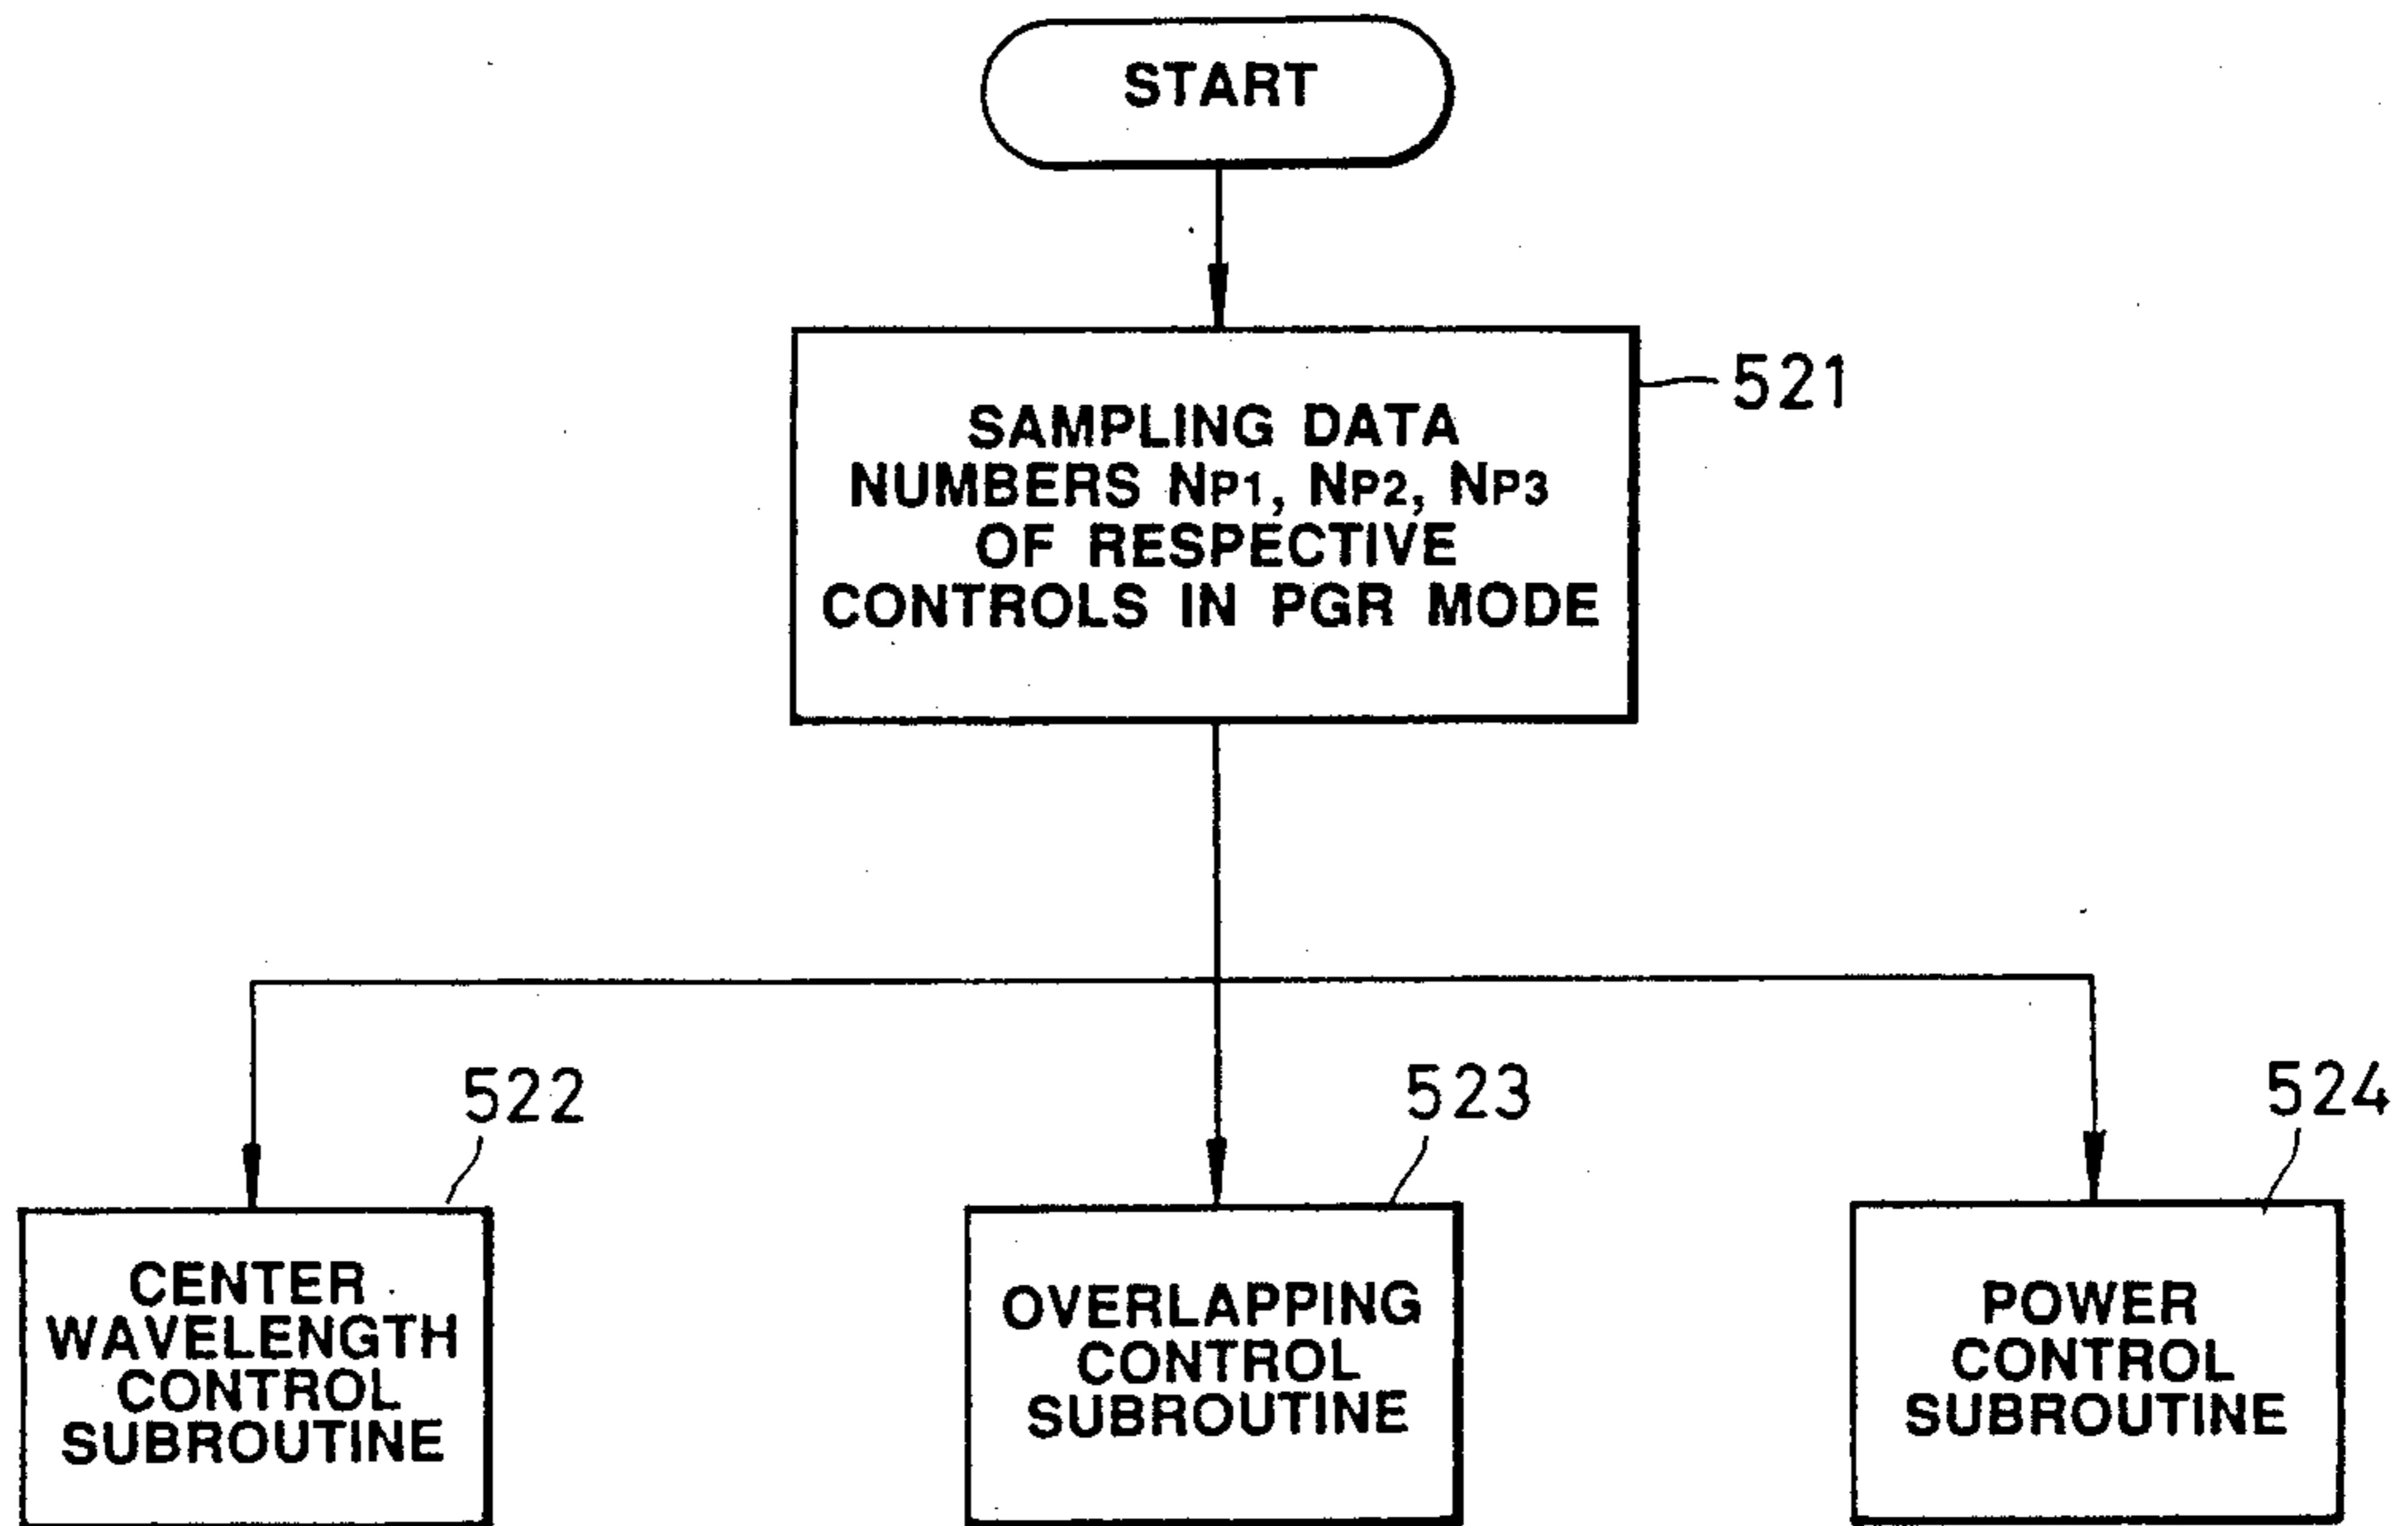 START
521
SAMPLING DATA
NUMBERS NP1, NP2, NP3
OF RESPECTIVE
CONTROLS IN PGR MODE
522
523
524
CENTER
WAVELENGTH
CONTROL
SUBROUTINE
OVERLAPPING
CONTROL
SUBROUTINE
POWER
CONTROL
SUBROUTINE